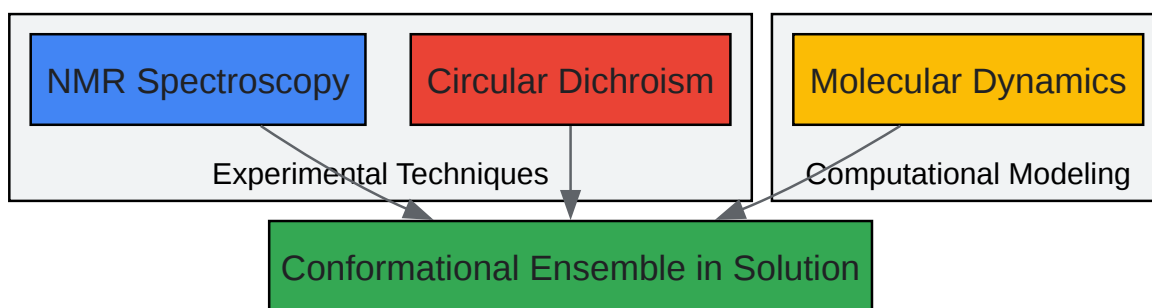 NMR Spectroscopy
Circular Dichroism
Molecular Dynamics
Experimental Techniques
Computational Modeling
Conformational Ensemble in Solution